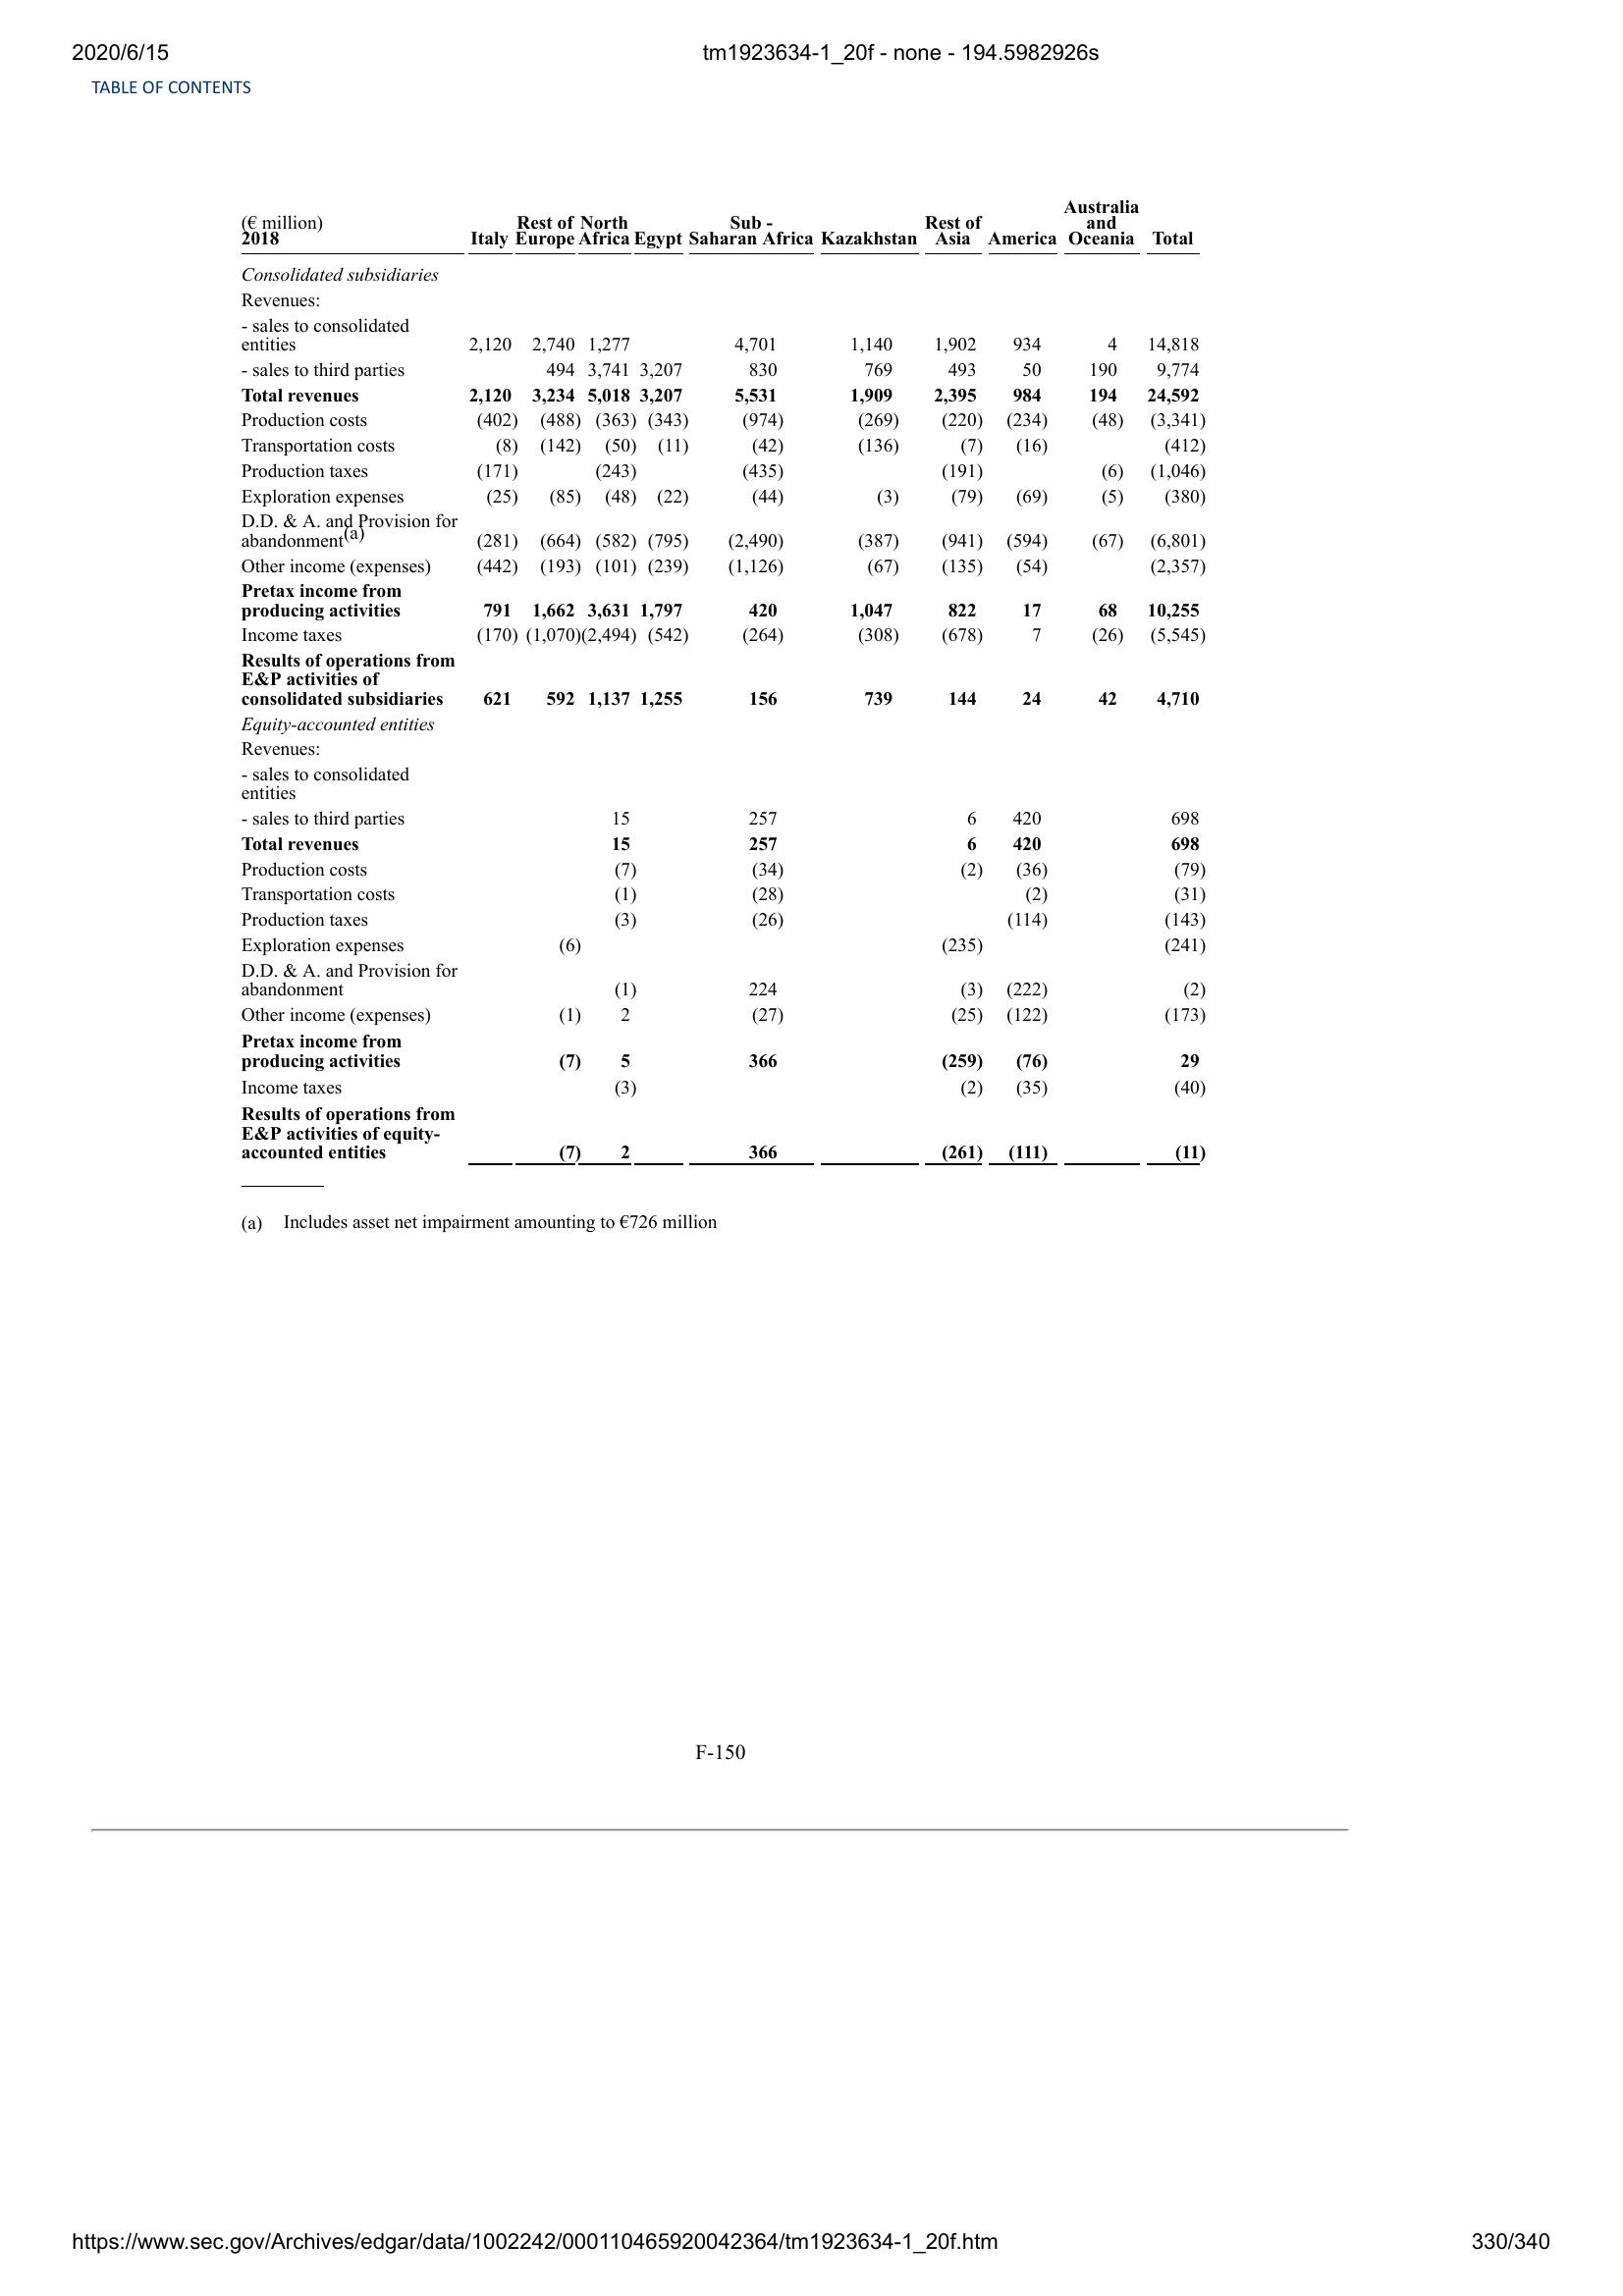 2020/6/15 tm1923634-1_20f - none - 194.5982926s
TABLE OF CONTENTS
Australia
(€ million) Rest of North Sub - Rest of and
2018 Italy Europe Africa Egypt Saharan Africa Kazakhstan Asia America Oceania Total
Consolidated subsidiaries
Revenues:
- sales to consolidated
entities 2,120 2,740 1,277 4,701 1,140 1,902 934 4 14,818
- sales to third parties 494 3,741 3,207 830 769 493 50 190 9,774
Total revenues 2,120 3,234 5,018 3,207 5,531 1,909 2,395 984 194 24,592
Production costs (402) (488) (363) (343) (974) (269) (220) (234) (48) (3,341)
Transportation costs (8) (142) (50) (11) (42) (136) (7) (16) (412)
Production taxes (171) (243) (435) (191) (6) (1,046)
Exploration expenses (25) (85) (48) (22) (44) (3) (79) (69) (5) (380)
D.D. & A. and Provision for
abandonment(a) (281) (664) (582) (795) (2,490) (387) (941) (594) (67) (6,801)
Other income (expenses) (442) (193) (101) (239) (1,126) (67) (135) (54) (2,357)
Pretax income from
producing activities 791 1,662 3,631 1,797 420 1,047 822 17 68 10,255
Income taxes (170) (1,070) (2,494) (542) (264) (308) (678) 7 (26) (5,545)
Results of operations from
E&P activities of
consolidated subsidiaries 621 592 1,137 1,255 156 739 144 24 42 4,710
Equity-accounted entities
Revenues:
- sales to consolidated
entities
- sales to third parties 15 257 6 420 698
Total revenues 15 257 6 420 698
Production costs (7) (34) (2) (36) (79)
Transportation costs (1) (28) (2) (31)
Production taxes (3) (26) (114) (143)
Exploration expenses (6) (235) (241)
D.D. & A. and Provision for
abandonment (1) 224 (3) (222) (2)
Other income (expenses) (1) 2 (27) (25) (122) (173)
Pretax income from
producing activities (7) 5 366 (259) (76) 29
Income taxes (3) (2) (35) (40)
Results of operations from
E&P activities of equity-
accounted entities (7) 2 366 (261) (111) (11)
(a) Includes asset net impairment amounting to €726 million
F-150
https://www.sec.gov/Archives/edgar/data/1002242/000110465920042364/tm1923634-1_20f.htm 330/340